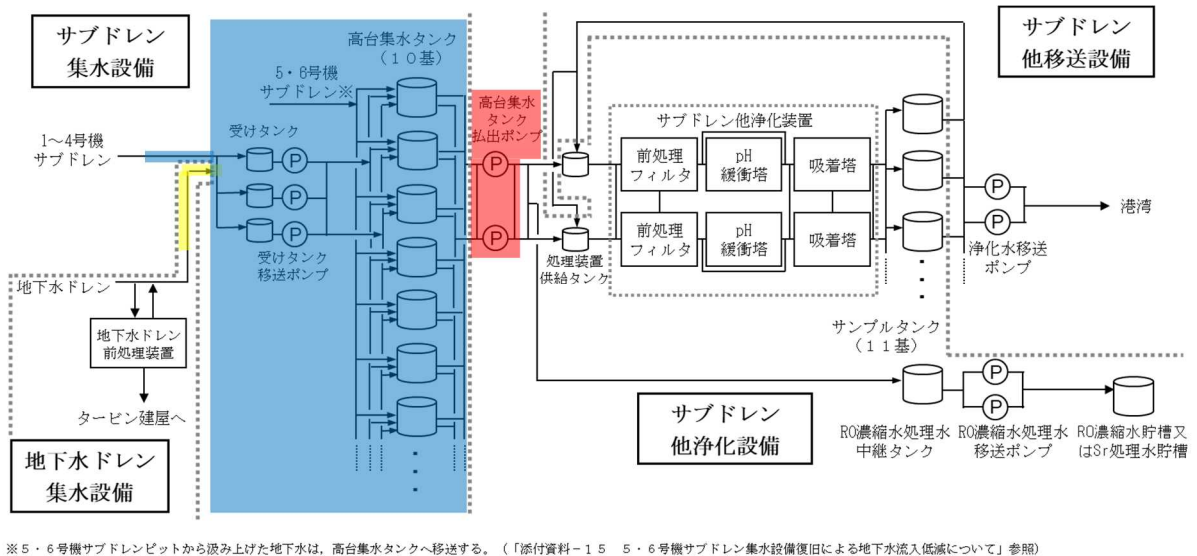 サブドレン
集水設備
高台集水タンク
（１０基）
5・6号機
サブドレン※
1～4号機
サブドレン
受けタンク
P
P
P
受けタンク
移送ポンプ
地下水ドレン
地下水ドレン
前処理装置
タービン建屋へ
地下水ドレン
集水設備
高台集水
タンク
払出ポンプ
P
P
処理装置
供給タンク
サブドレン他浄化装置
前処理
フィルタ
pH
緩衝塔
吸着塔
前処理
フィルタ
pH
緩衝塔
吸着塔
サブドレン
他移送設備
P
P
浄化水移送
ポンプ
港湾
サンプルタンク
（１１基）
サブドレン
他浄化設備
P
P
RO濃縮水処理水
中継タンク
RO濃縮水処理水
移送ポンプ
RO濃縮水貯槽又
はSr処理水貯槽
※５・６号機サブドレンピットから汲み上げた地下水は，高台集水タンクへ移送する。（「添付資料－１５　５・６号機サブドレン集水設備復旧による地下水流入低減について」参照）